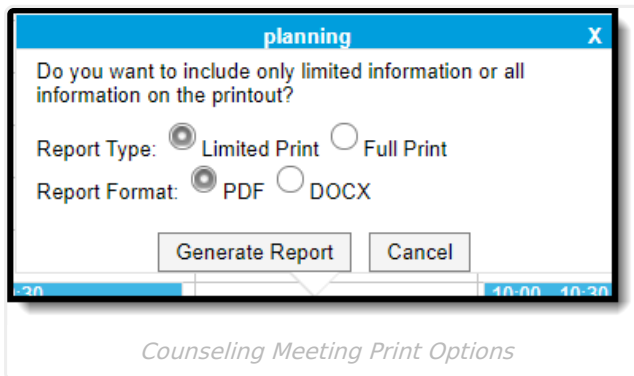 planning X
Do you want to include only limited information or all
information on the printout?
Report Type: Limited Print Full Print
Report Format: PDF DOCX
Generate Report Cancel
:30 10:00 10:30
Counseling Meeting Print Options